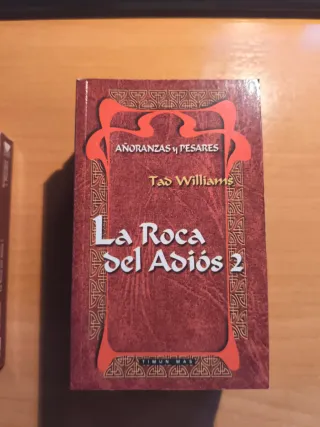 AÑORANZAS y PESARES
Tad Williams
La Roca
del Adiós 2
TIMUN MAS